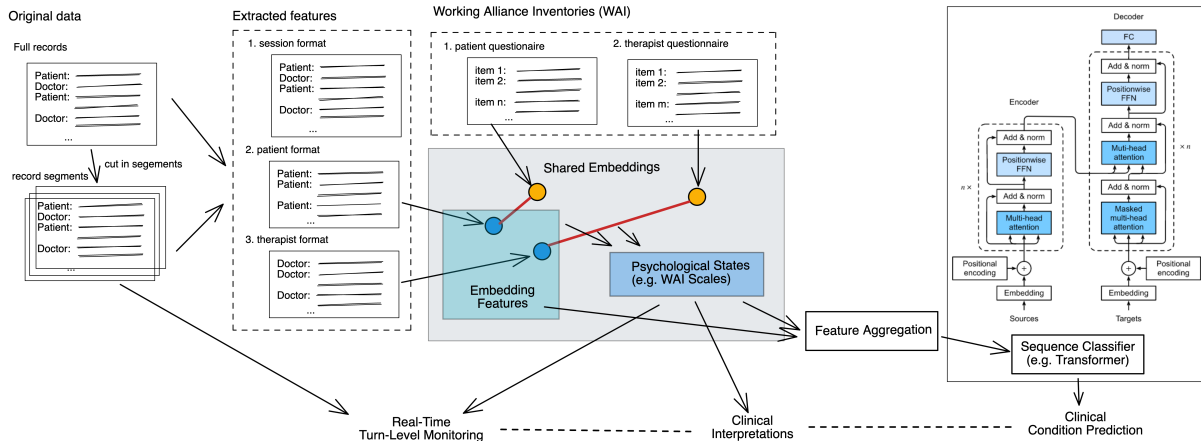 Original data
Full records
Patient:
Doctor:
Patient:
Doctor:
...
cut in segements
record segments
Patient:
Doctor:
Patient:
Doctor:
...
Extracted features
1. session format
Patient:
Doctor:
Patient:
Doctor:
...
2. patient format
Patient:
Patient:
Patient:
...
3. therapist format
Doctor:
Doctor:
Doctor:
...
Working Alliance Inventories (WAI)
1. patient questionaire
item 1:
item 2:
item n:
...
2. therapist questionnaire
item 1:
item 2:
item m:
...
Shared Embeddings
Embedding
Features
Psychological States
(e.g. WAI Scales)
Feature Aggregation
Real-Time
Turn-Level Monitoring
Clinical
Interpretations
Clinical
Condition Prediction
Sequence Classifier
(e.g. Transformer)
Encoder
Add & norm
Positionwise
FFN
n ×
Add & norm
Multi-head
attention
Positional
encoding
+
Embedding
Sources
Decoder
FC
Add & norm
Positionwise
FFN
Add & norm
× n
Muti-head
attention
Add & norm
Masked
multi-head
attention
+
Positional
encoding
Embedding
Targets